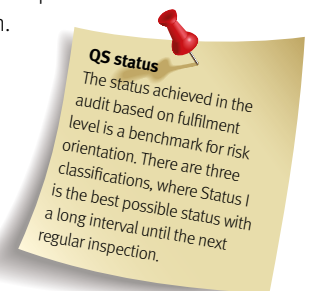 n.
QS status
The status achieved in the
audit based on fulfilment
level is a benchmark for risk
orientation. There are three
classifications, where Status I
is the best possible status with
a long interval until the next
regular inspection.